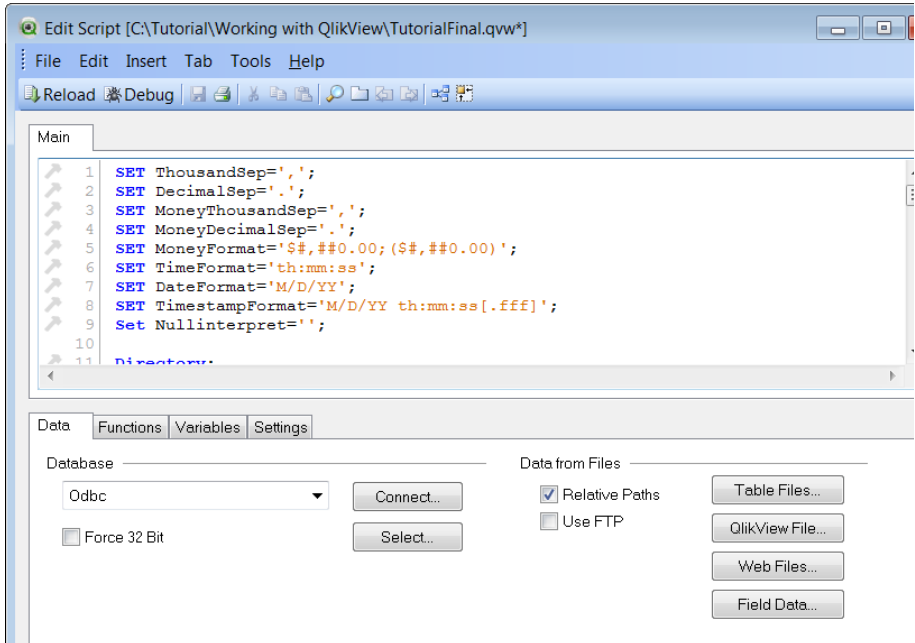 Edit Script [C:\Tutorial\Working with QlikView\TutorialFinal.qvw*]
File Edit Insert Tab Tools Help
Reload Debug
Main
1 SET ThousandSep=',';
2 SET DecimalSep='.';
3 SET MoneyThousandSep=',';
4 SET MoneyDecimalSep='.';
5 SET MoneyFormat='$#,##0.00;($#,##0.00)';
6 SET TimeFormat='th:mm:ss';
7 SET DateFormat='M/D/YY';
8 SET TimestampFormat='M/D/YY th:mm:ss[.fff]';
9 Set Nullinterpret='';
10
11 Directory;
Data Functions Variables Settings
Database Data from Files
Odbc Connect... Relative Paths Table Files...
Force 32 Bit Select... Use FTP QlikView File...
Web Files...
Field Data...